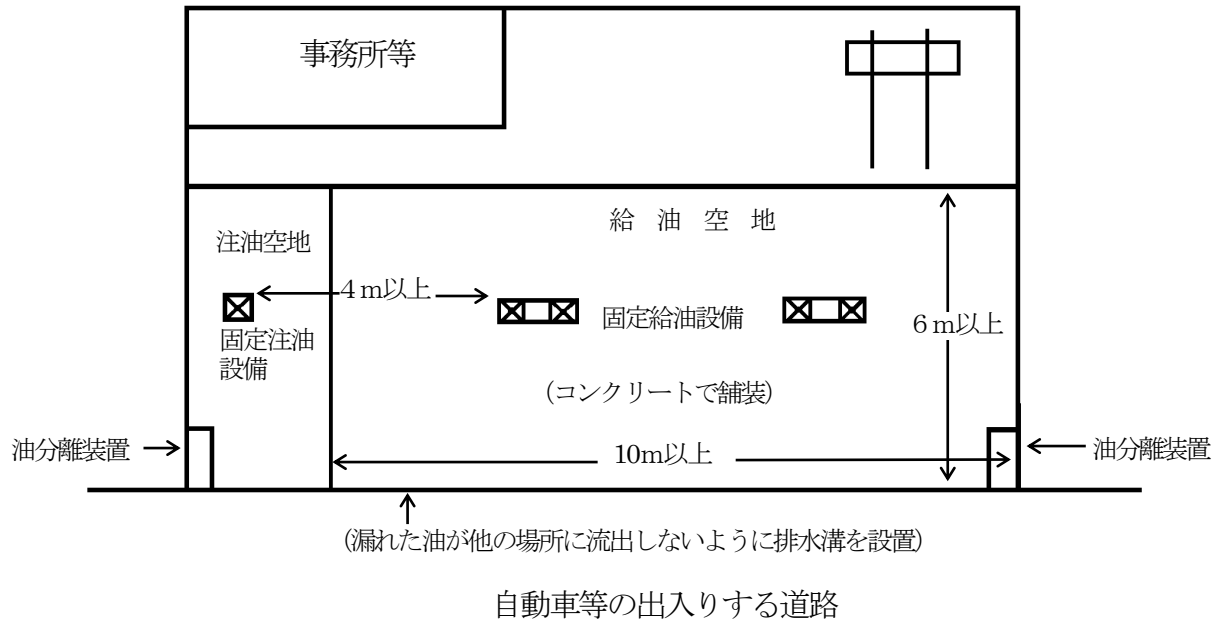 事務所等
給　油　空　地
注油空地
４ｍ以上
固定給油設備
固定注油
設備
６ｍ以上
(コンクリートで舗装)
油分離装置
10m以上
油分離装置
(漏れた油が他の場所に流出しないように排水溝を設置)
自動車等の出入りする道路